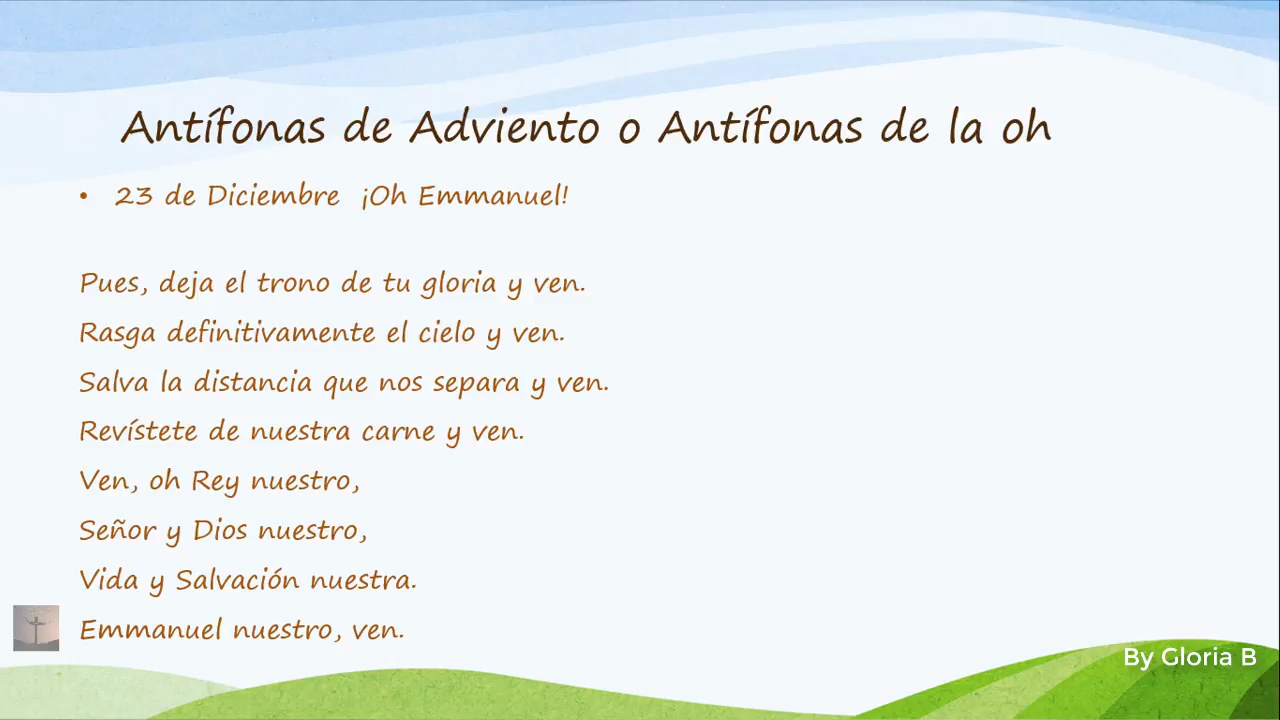 Antífonas de Adviento o Antífonas de la oh
• 23 de Diciembre ¡Oh Emmanuel!
Pues, deja el trono de tu gloria y ven.
Rasga definitivamente el cielo y ven.
Salva la distancia que nos separa y ven.
Revístete de nuestra carne y ven.
Ven, oh Rey nuestro,
Señor y Dios nuestro,
Vida y Salvación nuestra.
Emmanuel nuestro, ven.
By Gloria B